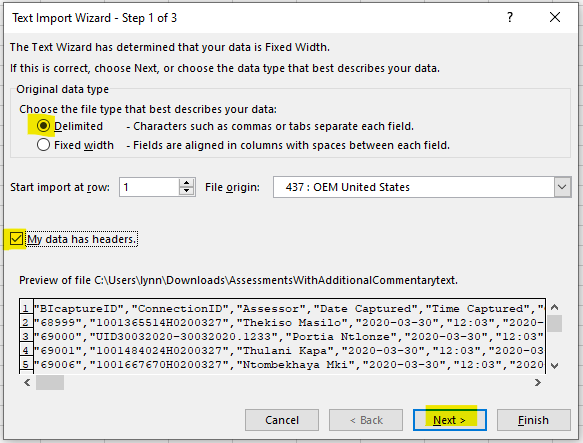 Text Import Wizard - Step 1 of 3
?
The Text Wizard has determined that your data is Fixed Width.
If this is correct, choose Next, or choose the data type that best describes your data.
Original data type
Choose the file type that best describes your data:
Delimited - Characters such as commas or tabs separate each field.
Fixed width - Fields are aligned in columns with spaces between each field.
Start import at row: 1 File origin: 437 : OEM United States
My data has headers.
Preview of file C:\Users\lynn\Downloads\AssessmentsWithAdditionalCommentarytext.
1 "BIcaptureID","ConnectionID","Assessor","Date Captured","Time Captured","
2 "68999","1001365514H0200327","Thekiso Masilo","2020-03-30","12:03","2020-
3 "69000","UID30032020-30032020.1233","Portia Ntlonze","2020-03-30","12:03"
4 "69001","1001484024H0200327","Thulani Kapa","2020-03-30","12:03","2020-03
5 "69006","1001667670H0200327","Ntombekhaya Mki","2020-03-30","12:03","2020
Cancel < Back Next > Finish